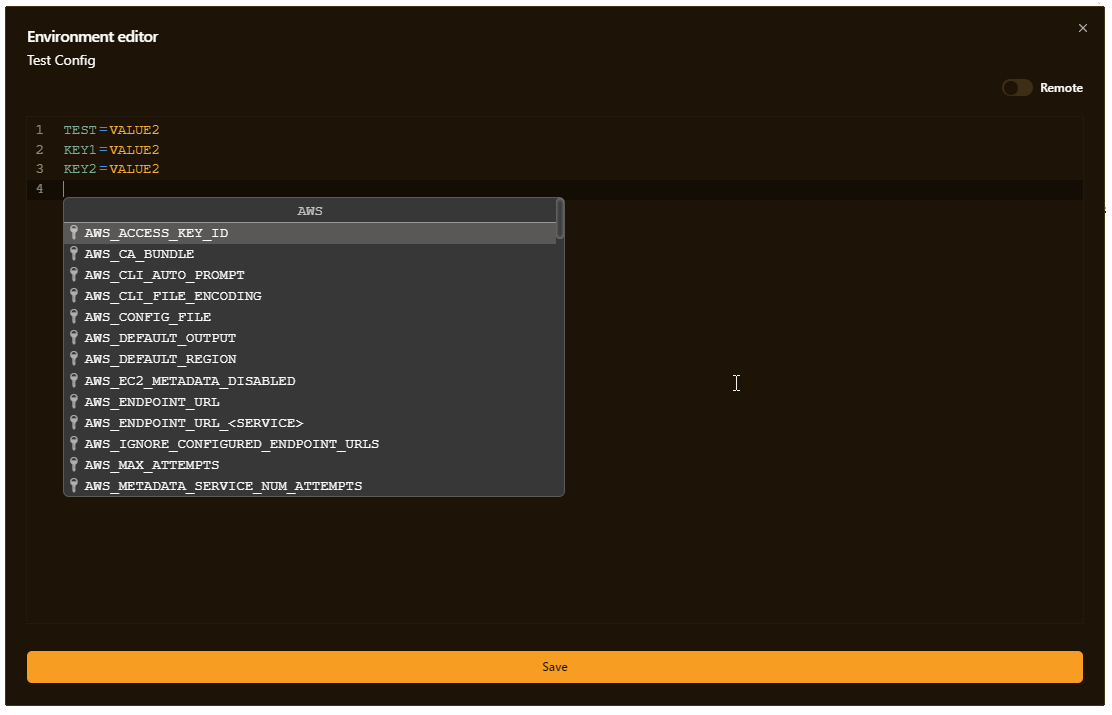 Environment editor
Test Config
Remote
1 TEST=VALUE2
2 KEY1=VALUE2
3 KEY2=VALUE2
4
AWS
AWS_ACCESS_KEY_ID
AWS_CA_BUNDLE
AWS_CLI_AUTO_PROMPT
AWS_CLI_FILE_ENCODING
AWS_CONFIG_FILE
AWS_DEFAULT_OUTPUT
AWS_DEFAULT_REGION
AWS_EC2_METADATA_DISABLED
AWS_ENDPOINT_URL
AWS_ENDPOINT_URL_<SERVICE>
AWS_IGNORE_CONFIGURED_ENDPOINT_URLS
AWS_MAX_ATTEMPTS
AWS_METADATA_SERVICE_NUM_ATTEMPTS
Save